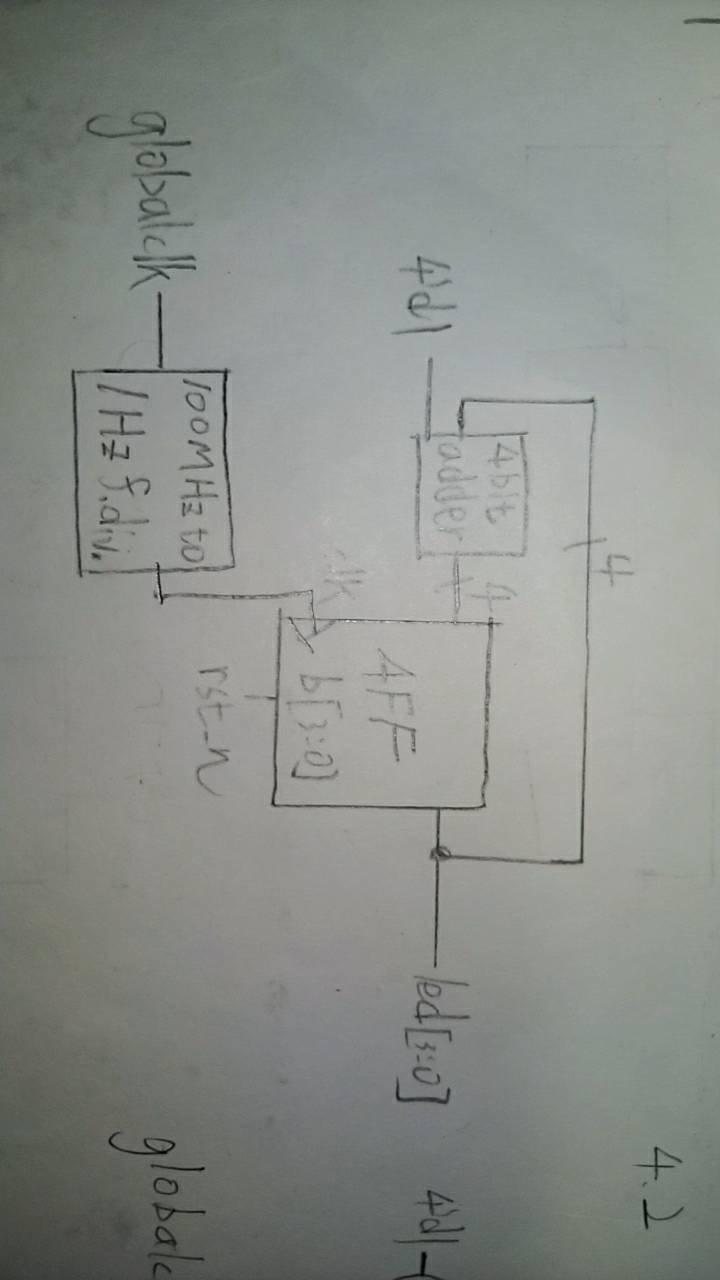 4.2
4
4'd1
4bit
adder
4
4FF
b[3:0]
led[3:0]
clk
rst_n
globalclk
100MHz to
1Hz f.div.
4'd1
globalc